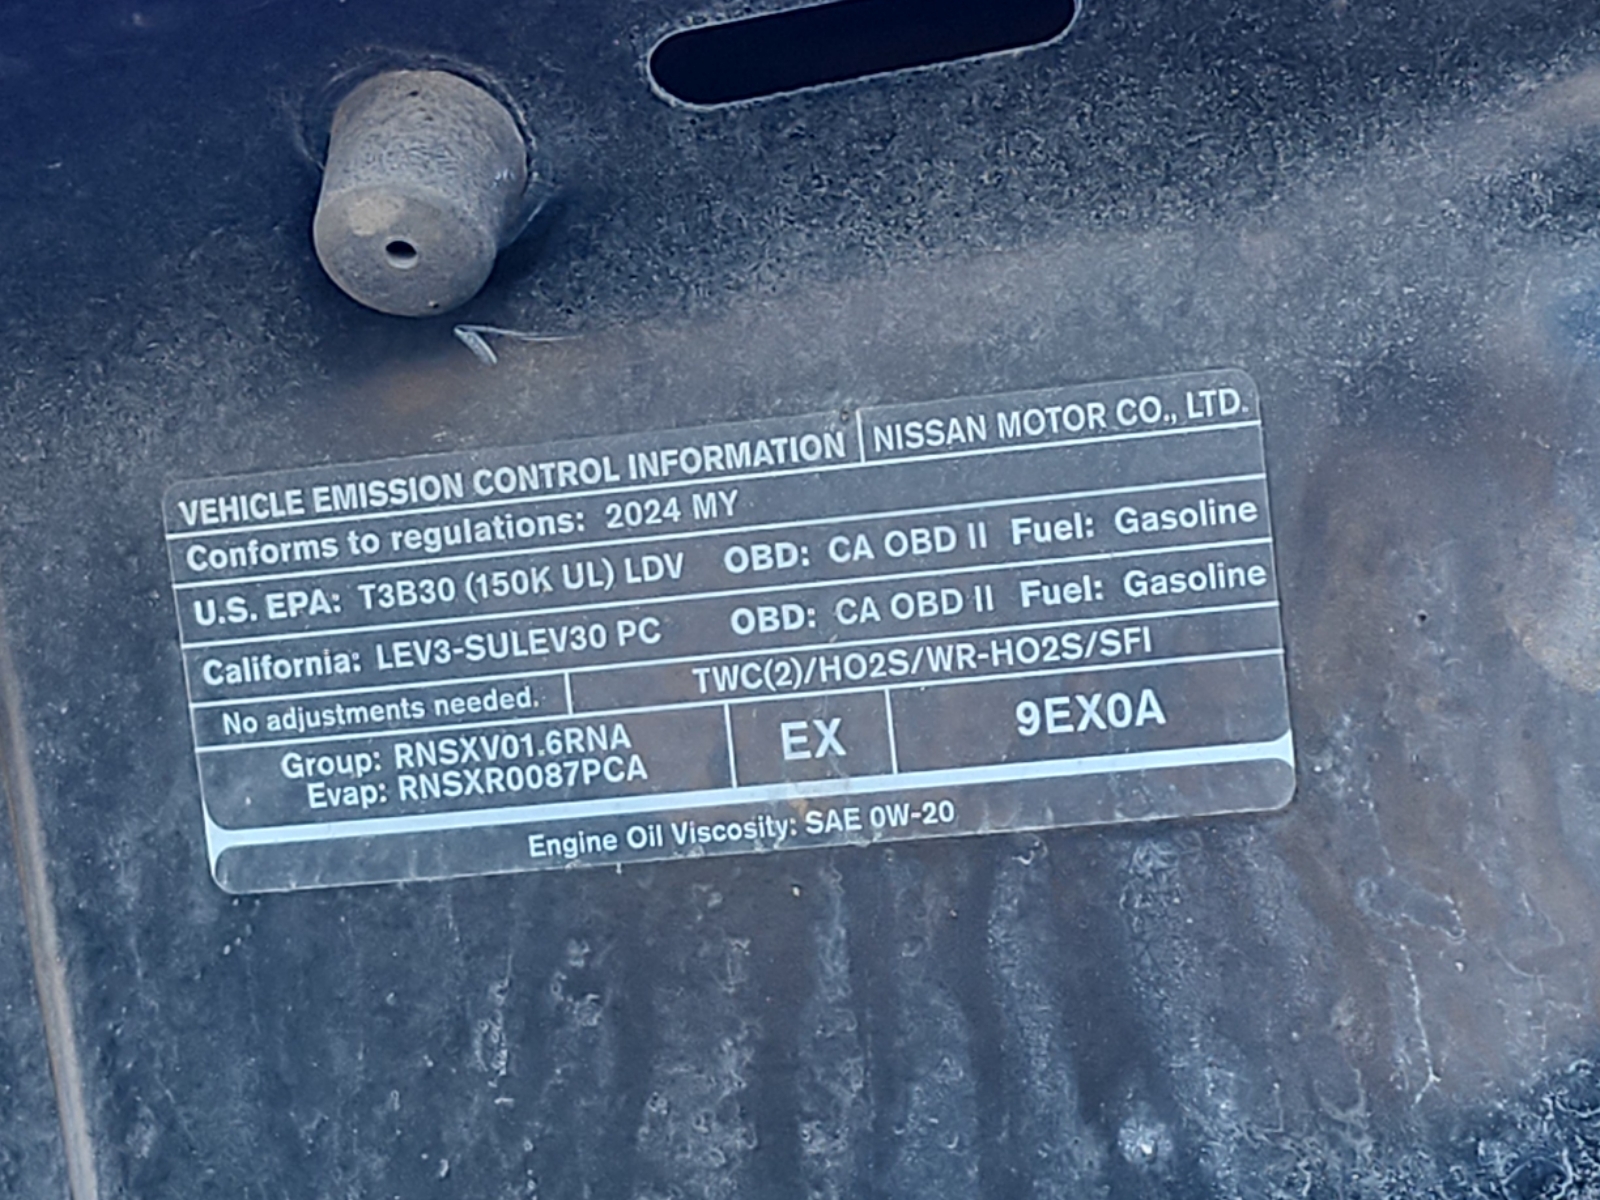 VEHICLE EMISSION CONTROL INFORMATION NISSAN MOTOR CO., LTD.
Conforms to regulations: 2024 MY
U.S. EPA: T3B30 (150K UL) LDV OBD: CA OBD II Fuel: Gasoline
California: LEV3-SULEV30 PC OBD: CA OBD II Fuel: Gasoline
No adjustments needed. TWC(2)/HO2S/WR-HO2S/SFI
Group: RNSXV01.6RNA EX 9EX0A
Evap: RNSXR0087PCA
Engine Oil Viscosity: SAE 0W-20